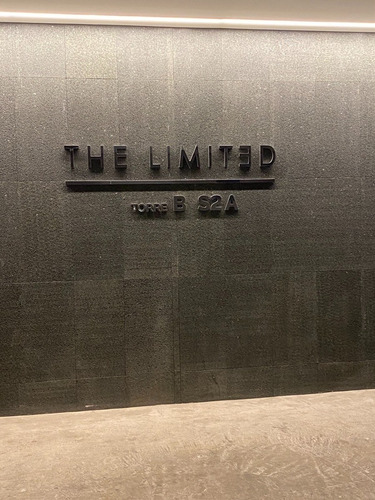 THE LIMITED
TORRE B S2A